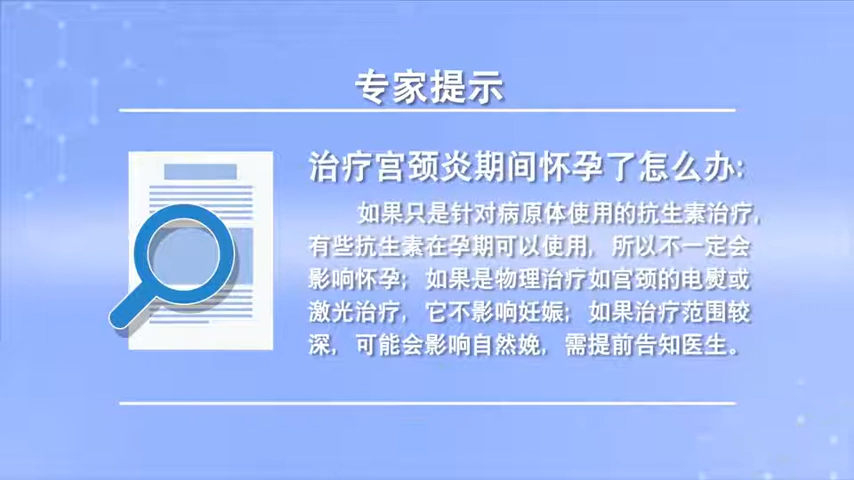 专家提示
治疗宫颈炎期间怀孕了怎么办:
如果只是针对病原体使用的抗生素治疗,
有些抗生素在孕期可以使用, 所以不一定会
影响怀孕; 如果是物理治疗如宫颈的电熨或
激光治疗, 它不影响妊娠; 如果治疗范围较
深, 可能会影响自然娩, 需提前告知医生。